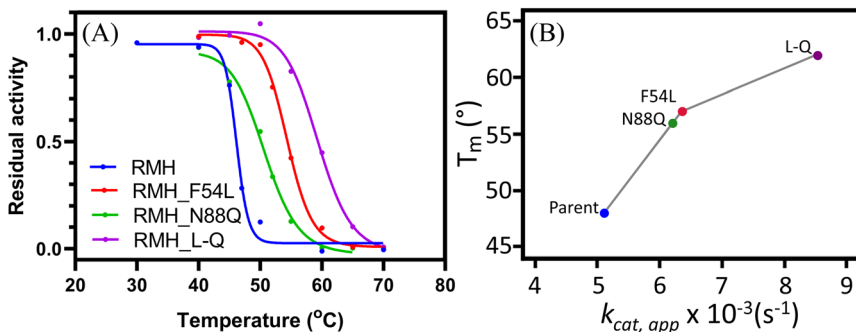 (A)
Residual activity
1.0
0.5
0.0
RMH
RMH_F54L
RMH_N88Q
RMH_L-Q
20 30 40 50 60 70 80
Temperature (°C)
(B)
Tm (°)
65
60
55
50
45
L-Q
F54L
N88Q
Parent
4 5 6 7 8 9
kcat, app x 10⁻³(s⁻¹)